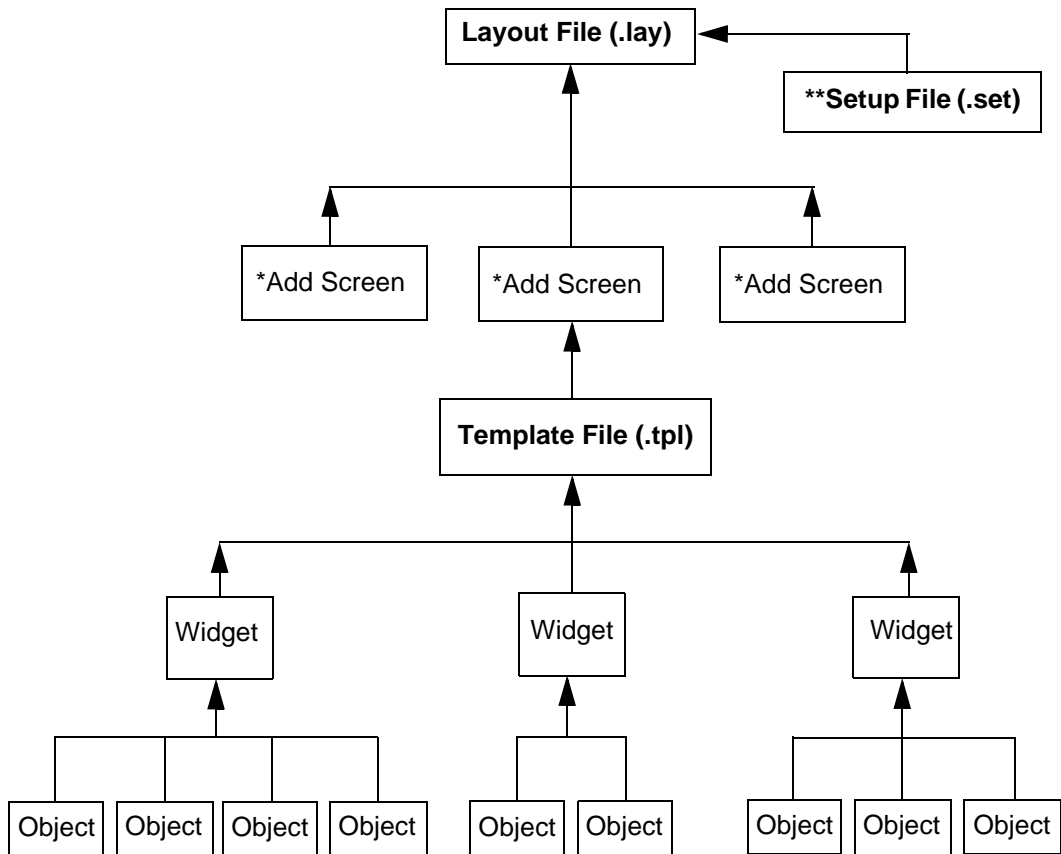 Layout File (.lay)
**Setup File (.set)
*Add Screen
*Add Screen
*Add Screen
Template File (.tpl)
Widget
Widget
Widget
Object
Object
Object
Object
Object
Object
Object
Object
Object